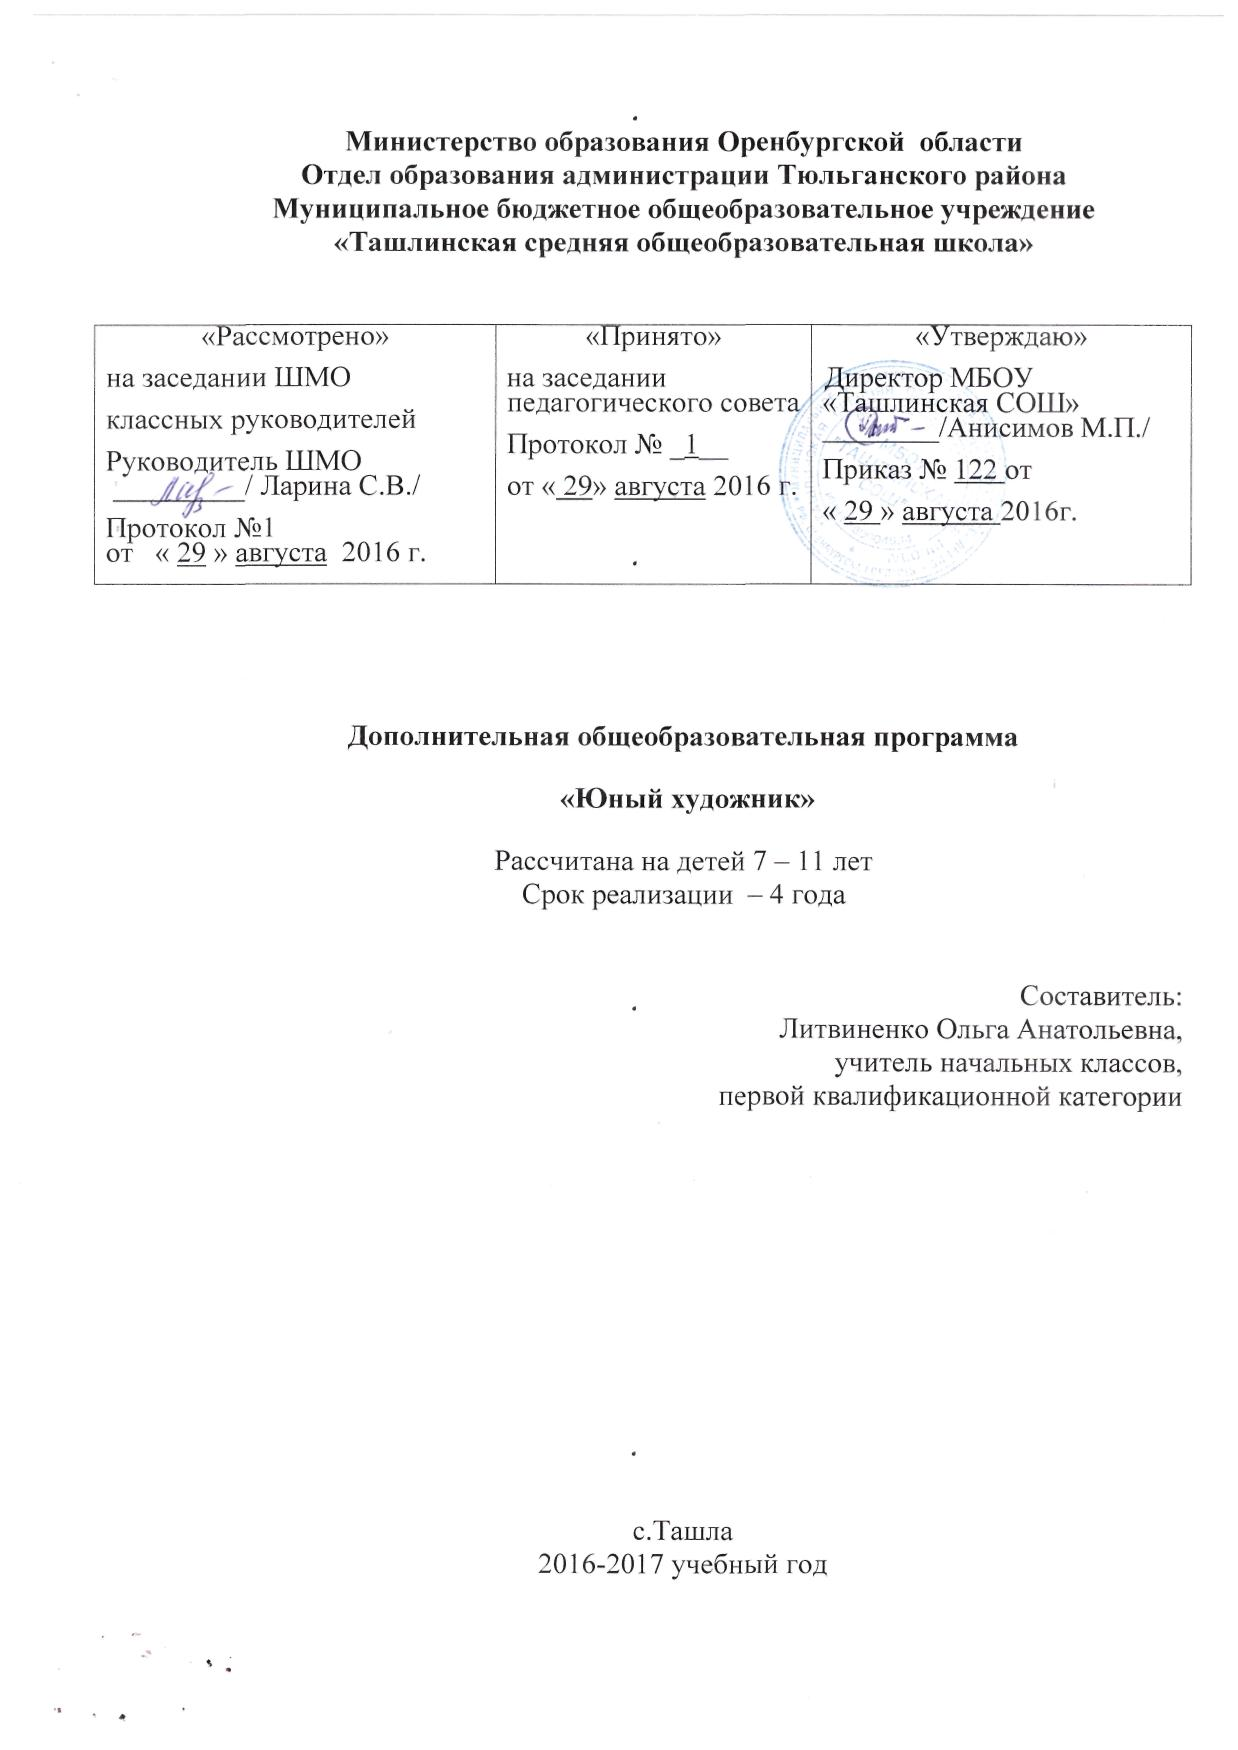 Министерство образования Оренбургской  области
Отдел образования администрации Тюльганского района
Муниципальное бюджетное общеобразовательное учреждение
«Ташлинская средняя общеобразовательная школа»
«Рассмотрено»
на заседании ШМО
классных руководителей
Руководитель ШМО
_________/ Ларина С.В./
Протокол №1
от « 29 » августа 2016 г.
«Принято»
на заседании
педагогического совета
Протокол № _1__
от « 29» августа 2016 г.
«Утверждаю»
Директор МБОУ
«Ташлинская СОШ»
________/Анисимов М.П./
Приказ № 122 от
« 29 » августа 2016г.
Дополнительная общеобразовательная программа
«Юный художник»
Рассчитана на детей 7 – 11 лет
Срок реализации – 4 года
Составитель:
Литвиненко Ольга Анатольевна,
учитель начальных классов,
первой квалификационной категории
с.Ташла
2016-2017 учебный год